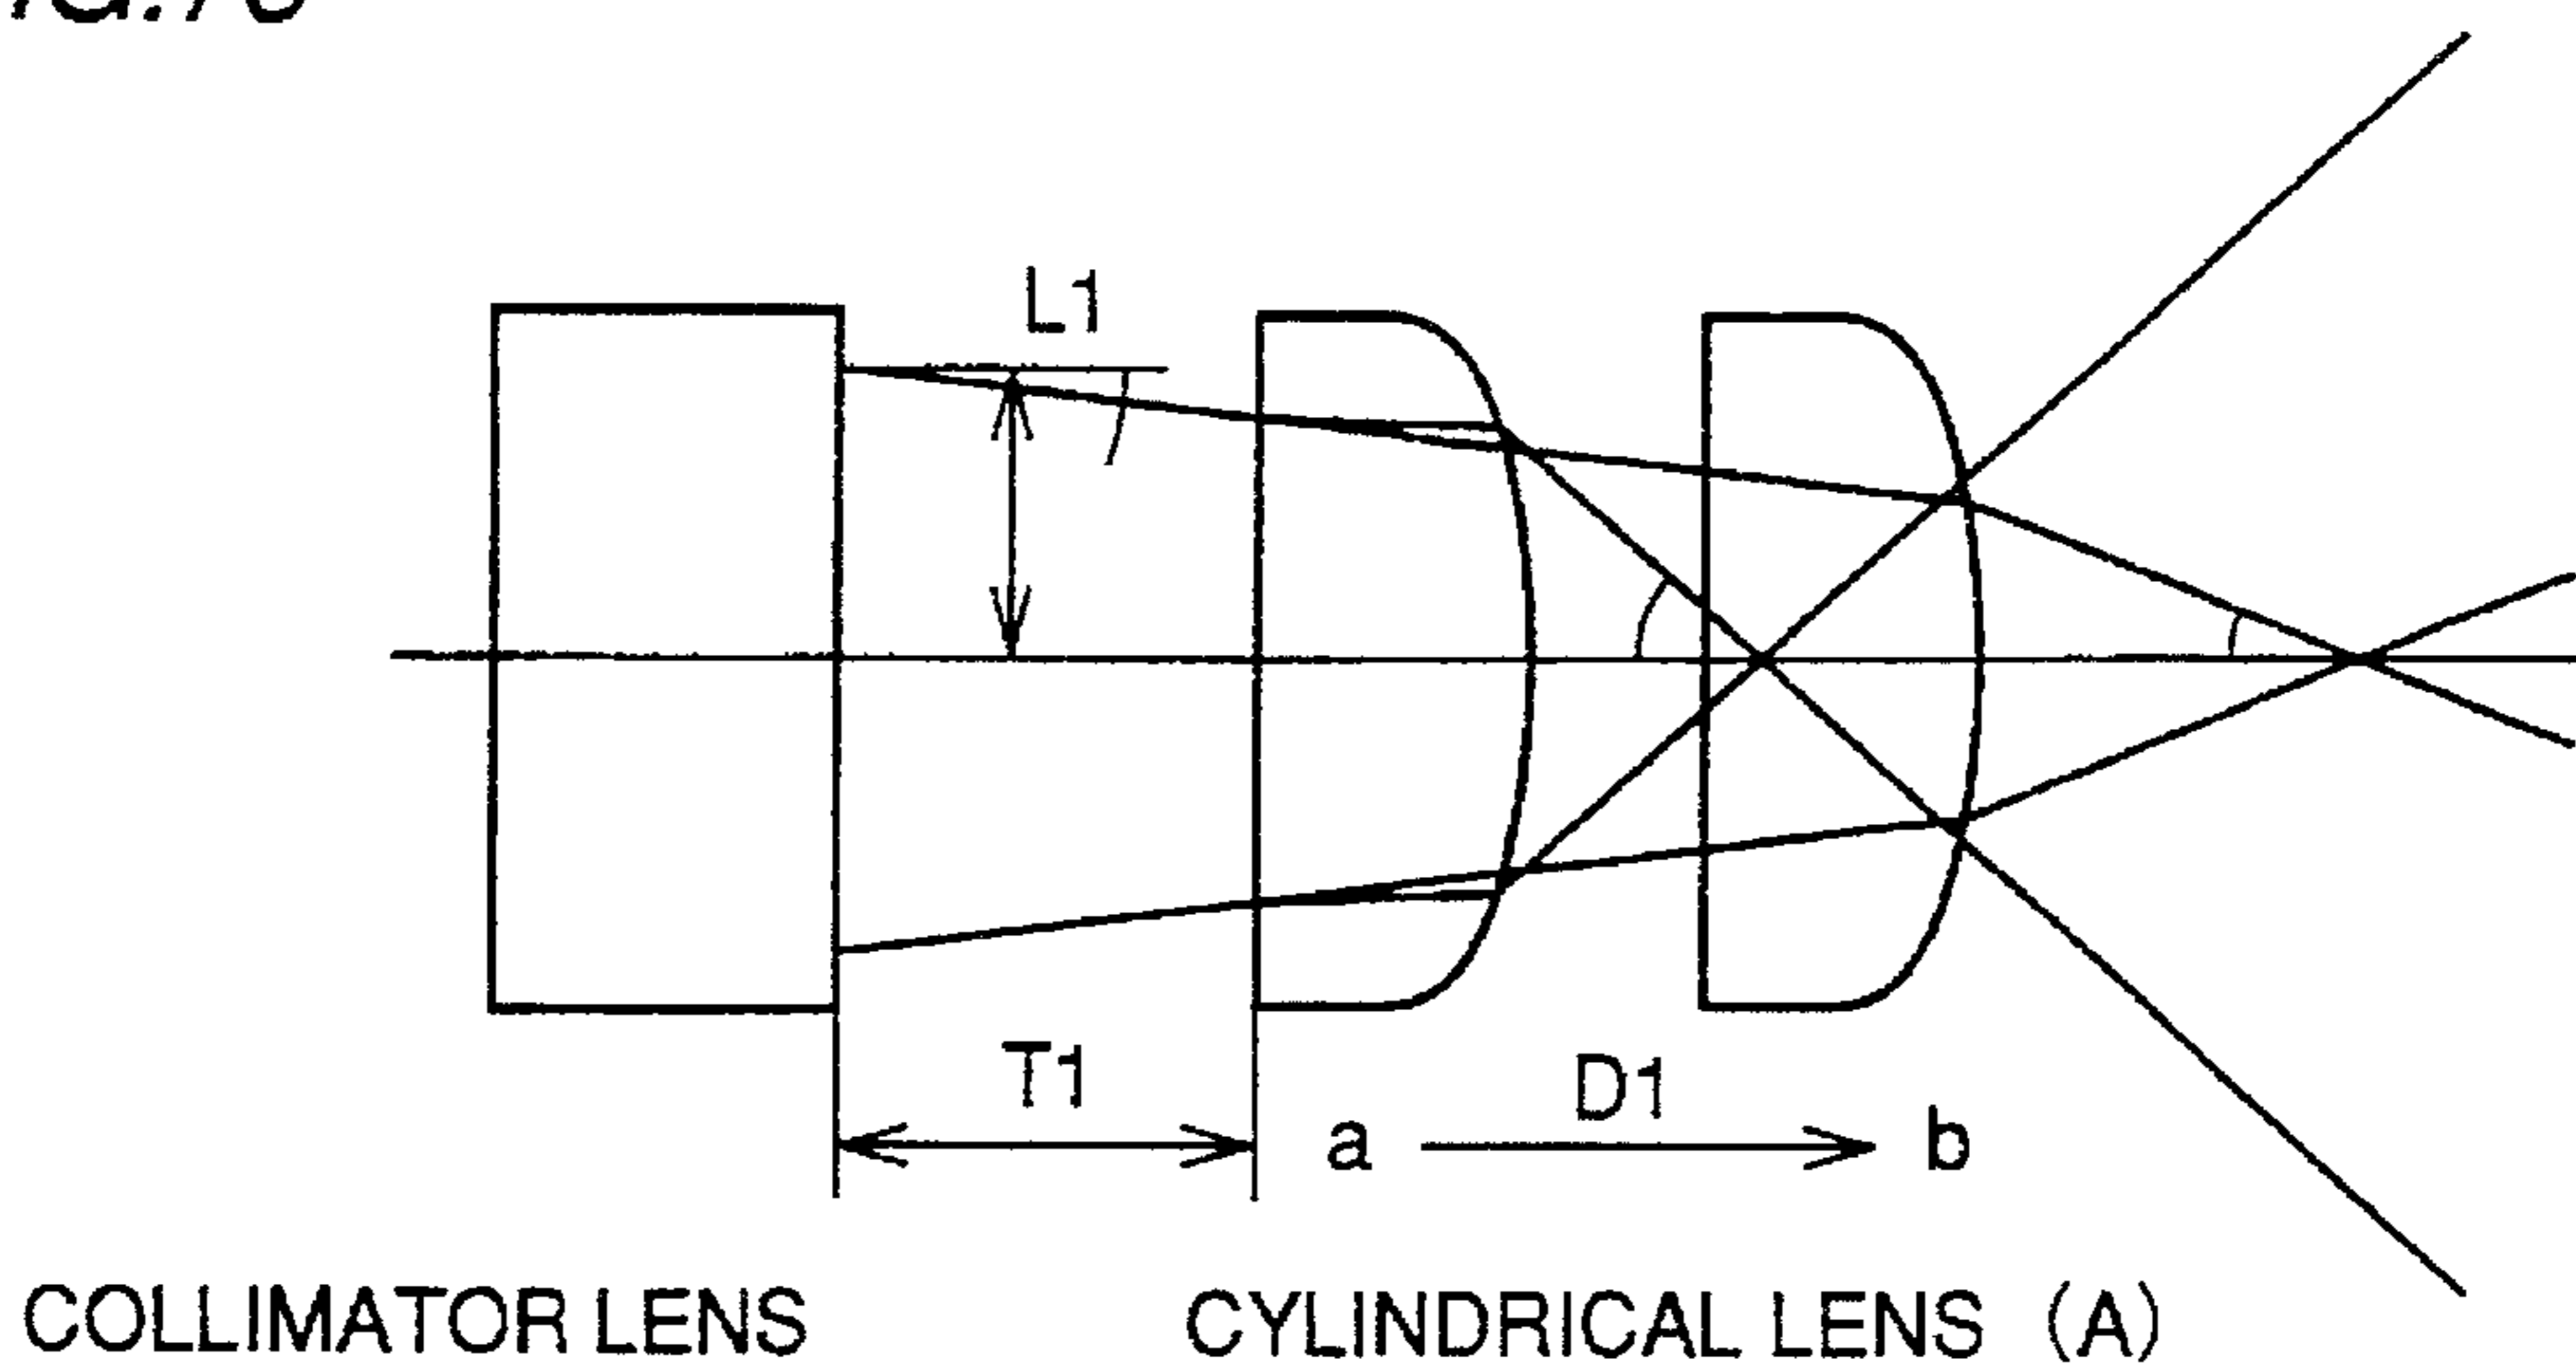 L1
T1
D1
a
b
COLLIMATOR LENS
CYLINDRICAL LENS (A)